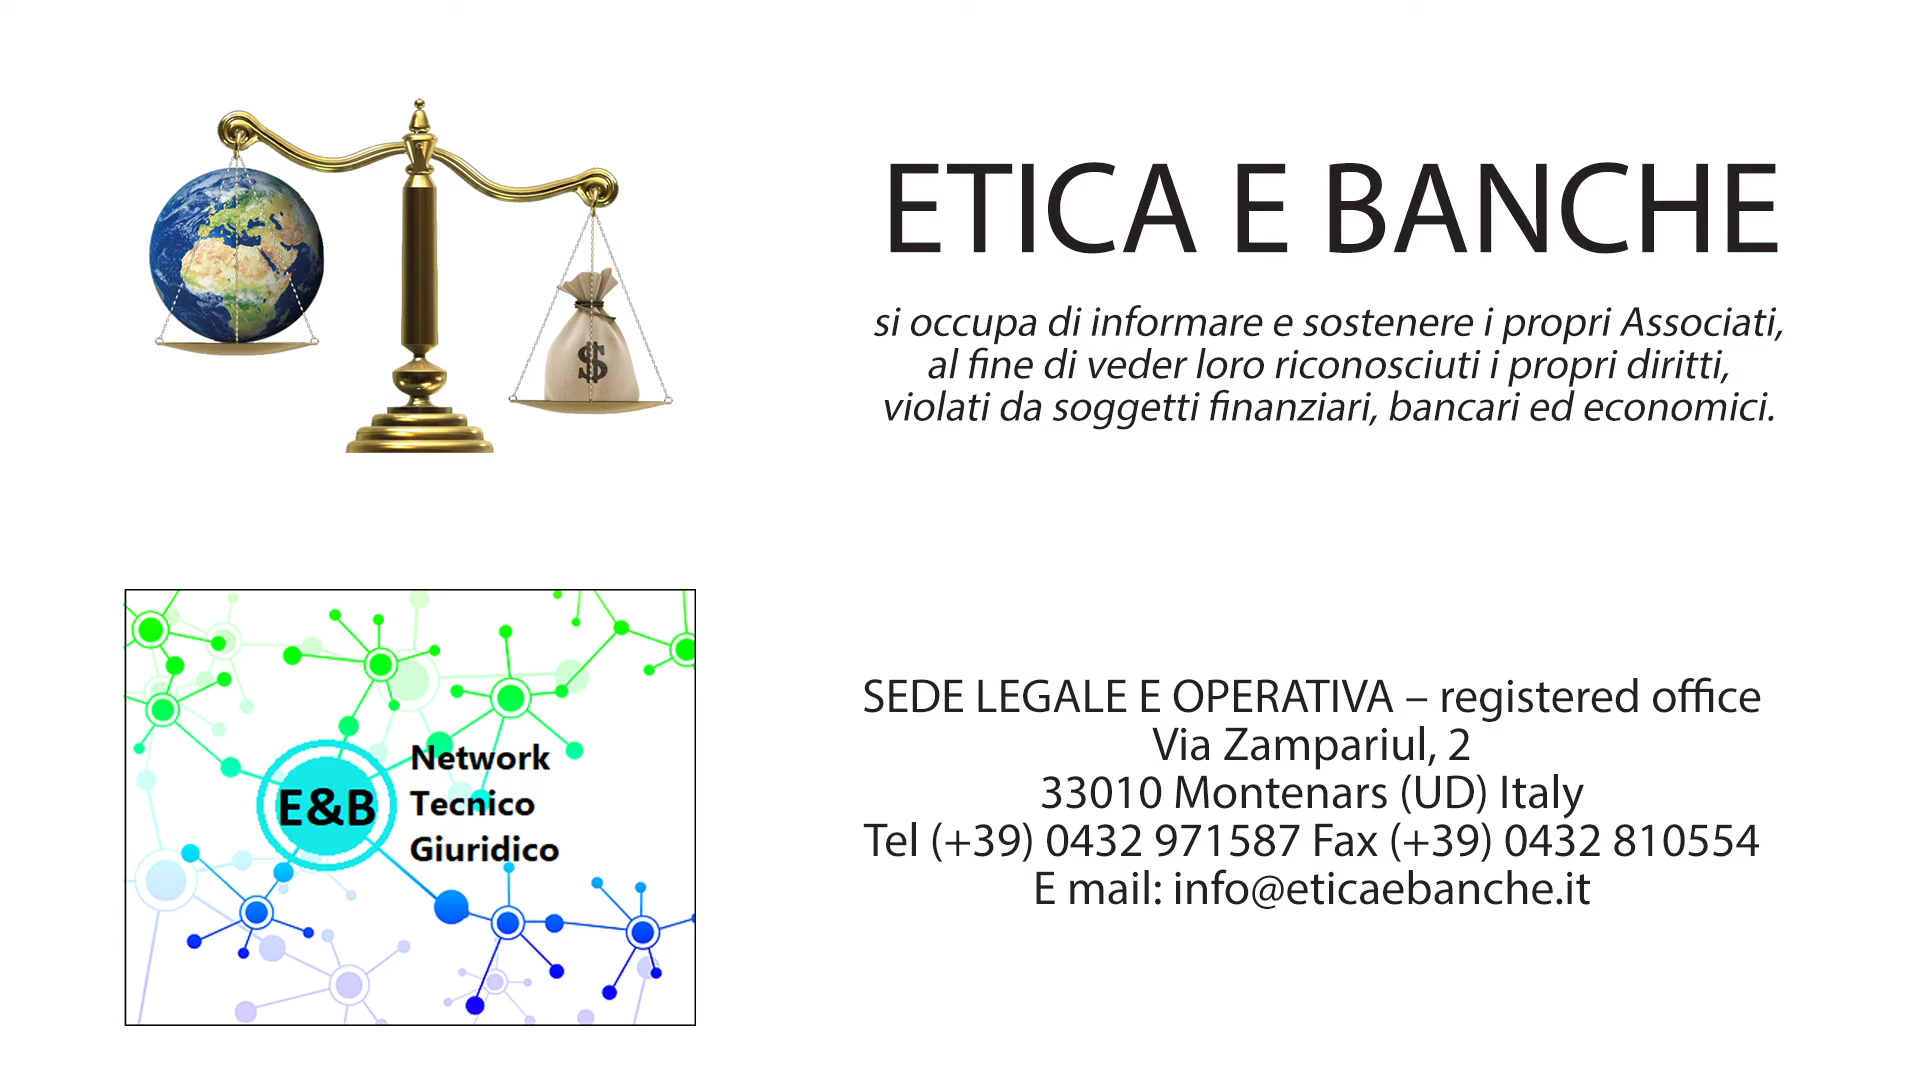 ETICA E BANCHE
si occupa di informare e sostenere i propri Associati,
al fine di veder loro riconosciuti i propri diritti,
violati da soggetti finanziari, bancari ed economici.
$
E&B
Network
Tecnico
Giuridico
SEDE LEGALE E OPERATIVA – registered office
Via Zampariul, 2
33010 Montenars (UD) Italy
Tel (+39) 0432 971587 Fax (+39) 0432 810554
E mail: info@eticaebanche.it